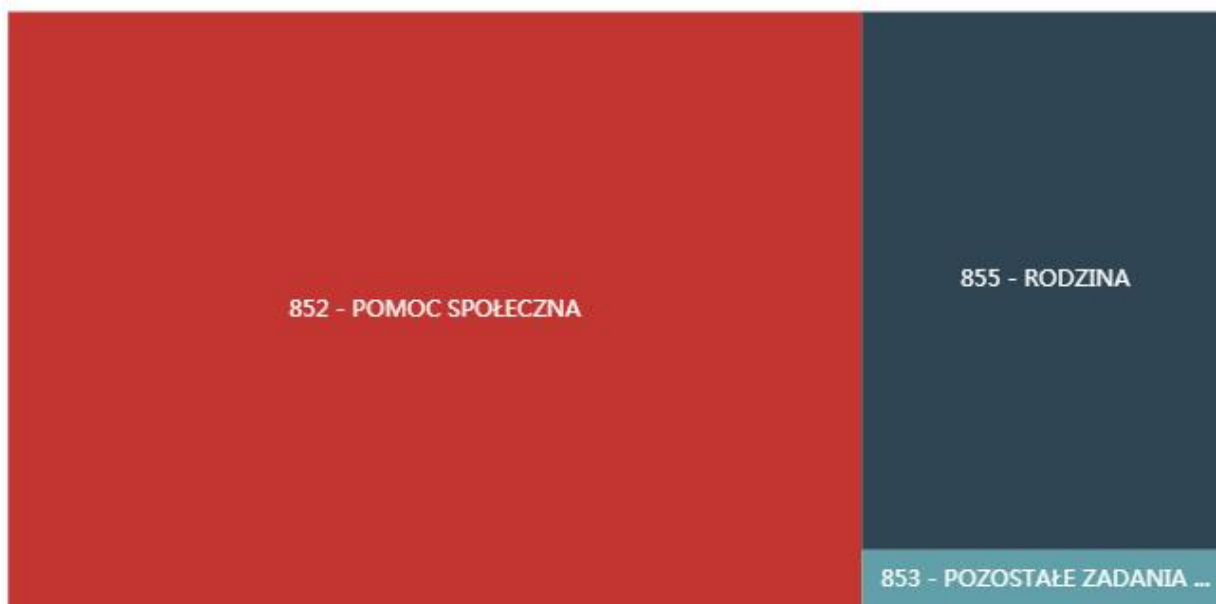 852 - POMOC SPOŁECZNA
855 - RODZINA
853 - POZOSTAŁE ZADANIA ...